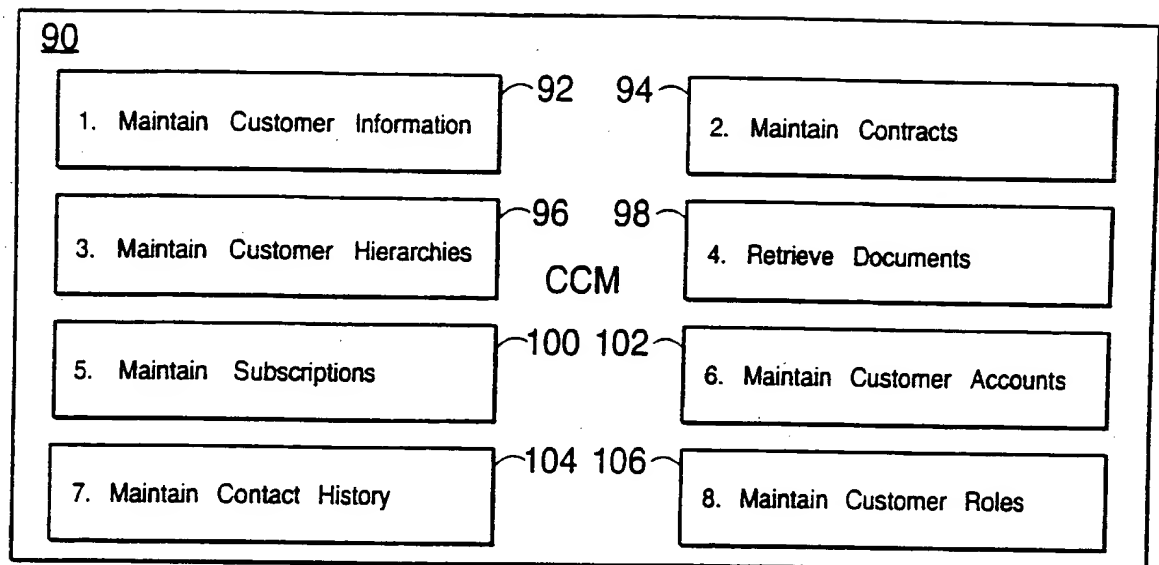 90
1. Maintain Customer Information
92
94
2. Maintain Contracts
3. Maintain Customer Hierarchies
96
98
4. Retrieve Documents
CCM
5. Maintain Subscriptions
100
102
6. Maintain Customer Accounts
7. Maintain Contact History
104
106
8. Maintain Customer Roles